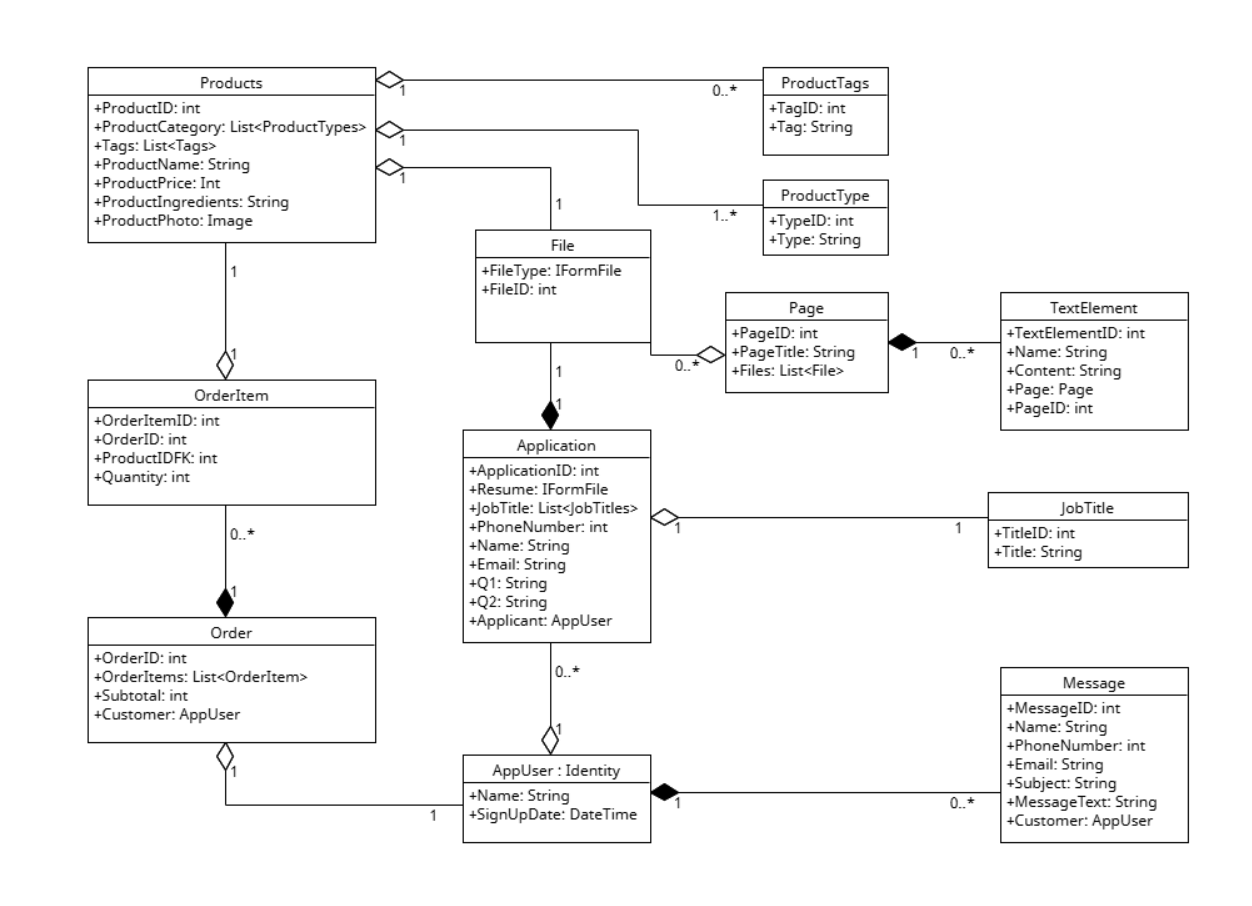 Products
+ProductID: int
+ProductCategory: List<ProductTypes>
+Tags: List<Tags>
+ProductName: String
+ProductPrice: Int
+ProductIngredients: String
+ProductPhoto: Image
1
0..*
ProductTags
+TagID: int
+Tag: String
1
1..*
ProductType
+TypeID: int
+Type: String
1
1
File
+FileType: IFormFile
+FileID: int
0..*
Page
+PageID: int
+PageTitle: String
+Files: List<File>
1
0..*
TextElement
+TextElementID: int
+Name: String
+Content: String
+Page: Page
+PageID: int
1
1
OrderItem
+OrderItemID: int
+OrderID: int
+ProductIDFK: int
+Quantity: int
1
1
Application
+ApplicationID: int
+Resume: IFormFile
+JobTitle: List<JobTitles>
+PhoneNumber: int
+Name: String
+Email: String
+Q1: String
+Q2: String
+Applicant: AppUser
1
1
JobTitle
+TitleID: int
+Title: String
0..*
1
Order
+OrderID: int
+OrderItems: List<OrderItem>
+Subtotal: int
+Customer: AppUser
1
1
0..*
1
AppUser : Identity
+Name: String
+SignUpDate: DateTime
1
0..*
Message
+MessageID: int
+Name: String
+PhoneNumber: int
+Email: String
+Subject: String
+MessageText: String
+Customer: AppUser